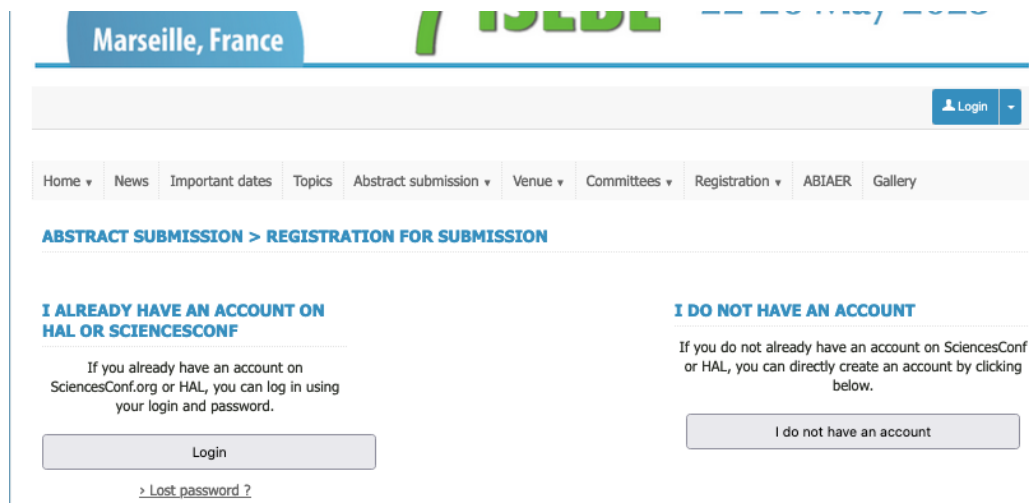 Marseille, France
ISEBE
Login
Home News Important dates Topics Abstract submission Venue Committees Registration ABIAER Gallery
ABSTRACT SUBMISSION > REGISTRATION FOR SUBMISSION
I ALREADY HAVE AN ACCOUNT ON
HAL OR SCIENCESCONF
If you already have an account on
SciencesConf.org or HAL, you can log in using
your login and password.
Login
> Lost password ?
I DO NOT HAVE AN ACCOUNT
If you do not already have an account on SciencesConf
or HAL, you can directly create an account by clicking
below.
I do not have an account